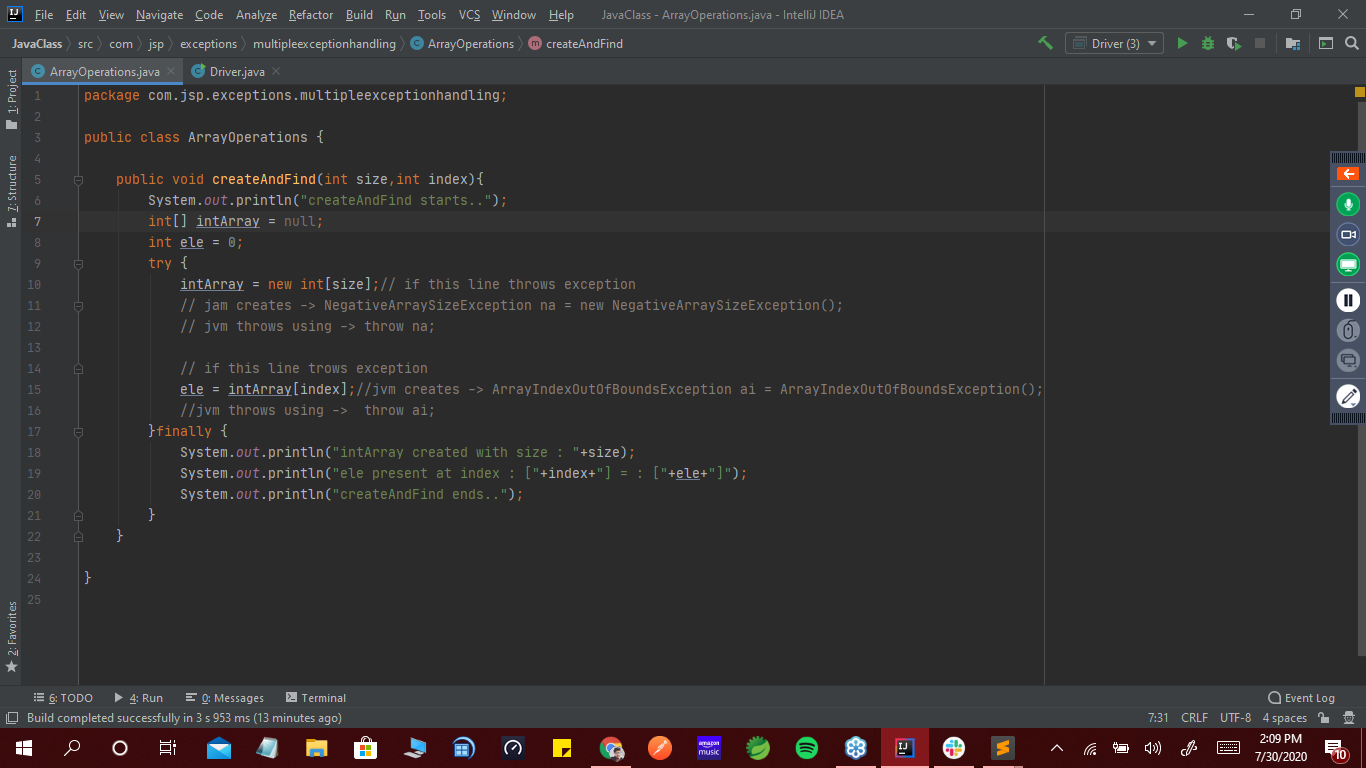 File Edit View Navigate Code Analyze Refactor Build Run Tools VCS Window Help JavaClass - ArrayOperations.java - IntelliJ IDEA
JavaClass src com jsp exceptions multipleexceptionhandling ArrayOperations createAndFind Driver (3)
ArrayOperations.java Driver.java
1: Project
7: Structure
2: Favorites
1 package com.jsp.exceptions.multipleexceptionhandling;
2
3 public class ArrayOperations {
4
5 public void createAndFind(int size,int index){
6 System.out.println("createAndFind starts..");
7 int[] intArray = null;
8 int ele = 0;
9 try {
10 intArray = new int[size];// if this line throws exception
11 // jam creates -> NegativeArraySizeException na = new NegativeArraySizeException();
12 // jvm throws using -> throw na;
13
14 // if this line trows exception
15 ele = intArray[index];//jvm creates -> ArrayIndexOutOfBoundsException ai = ArrayIndexOutOfBoundsException();
16 //jvm throws using -> throw ai;
17 }finally {
18 System.out.println("intArray created with size : "+size);
19 System.out.println("ele present at index : ["+index+"] = : ["+ele+"]");
20 System.out.println("createAndFind ends..");
21 }
22 }
23
24 }
25
6: TODO 4: Run 0: Messages Terminal Event Log
Build completed successfully in 3 s 953 ms (13 minutes ago) 7:31 CRLF UTF-8 4 spaces
amazon music
2:09 PM
7/30/2020
10